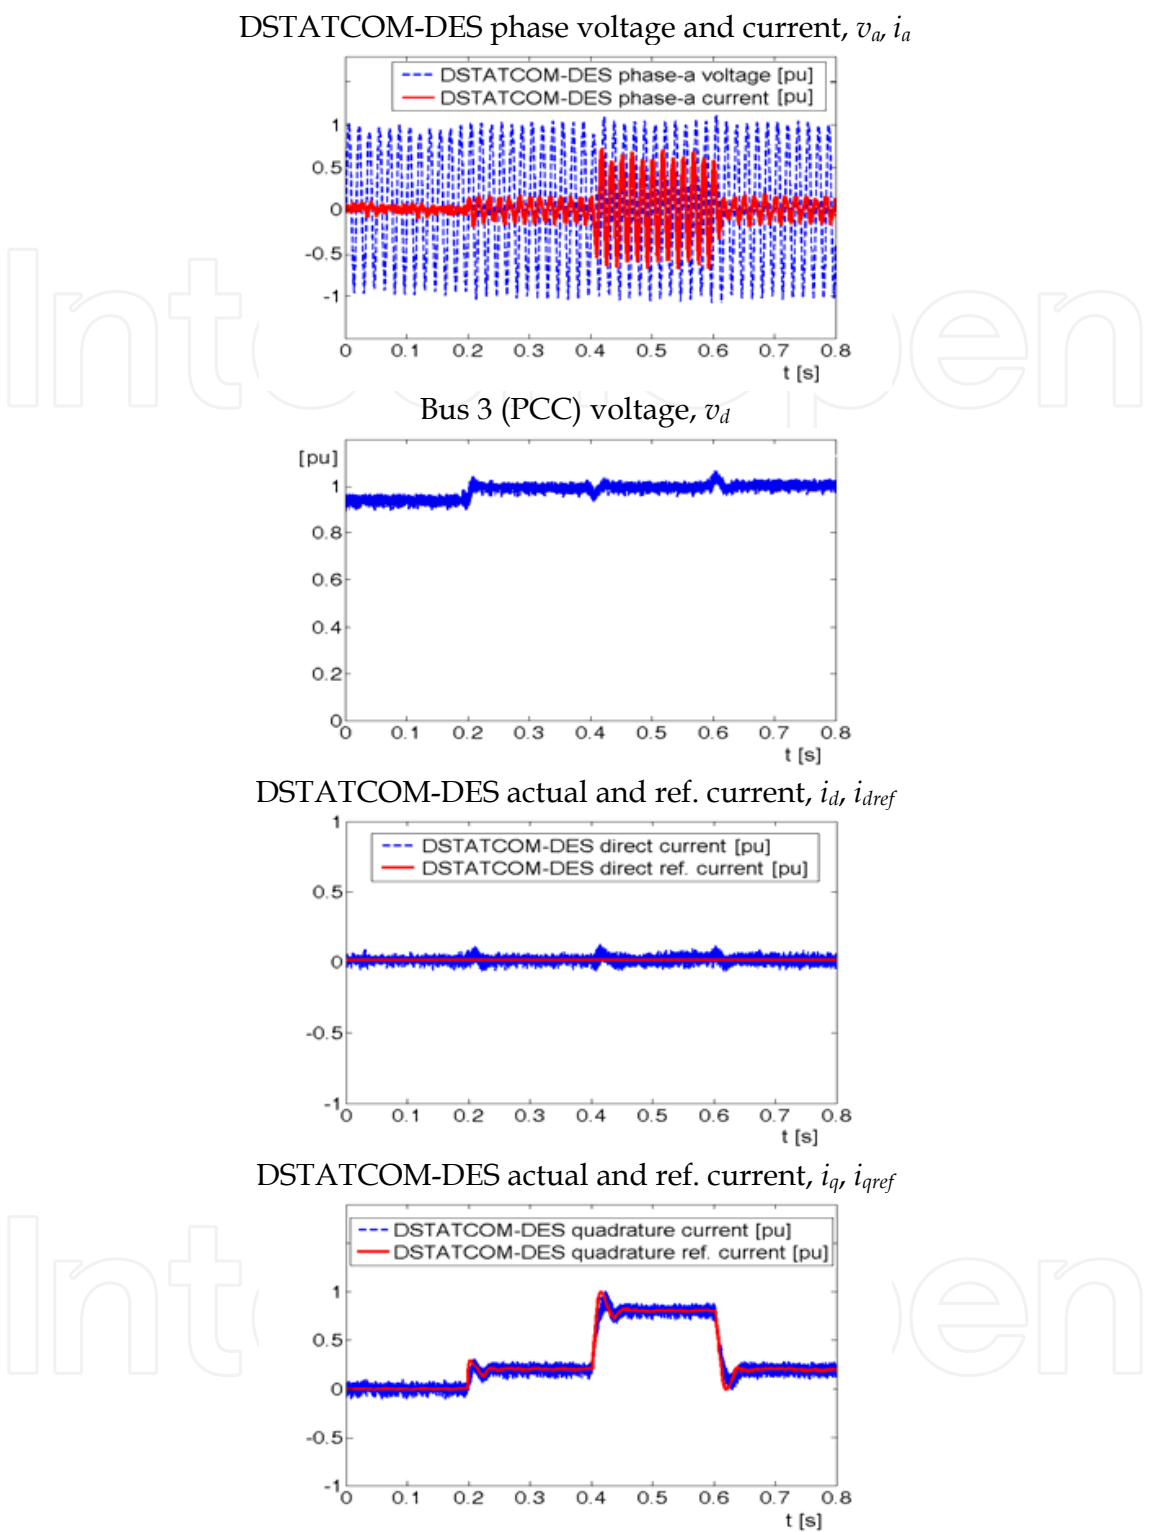 DSTATCOM-DES phase voltage and current, va, ia
DSTATCOM-DES phase-a voltage [pu]
DSTATCOM-DES phase-a current [pu]
1
0.5
0
-0.5
-1
0 0.1 0.2 0.3 0.4 0.5 0.6 0.7 0.8
t [s]
Bus 3 (PCC) voltage, vd
[pu]
1
0.8
0.6
0.4
0.2
0
0 0.1 0.2 0.3 0.4 0.5 0.6 0.7 0.8
t [s]
DSTATCOM-DES actual and ref. current, id, idref
1
DSTATCOM-DES direct current [pu]
DSTATCOM-DES direct ref. current [pu]
0.5
0
-0.5
-1
0 0.1 0.2 0.3 0.4 0.5 0.6 0.7 0.8
t [s]
DSTATCOM-DES actual and ref. current, iq, iqref
DSTATCOM-DES quadrature current [pu]
DSTATCOM-DES quadrature ref. current [pu]
1
0.5
0
-0.5
-1
0 0.1 0.2 0.3 0.4 0.5 0.6 0.7 0.8
t [s]